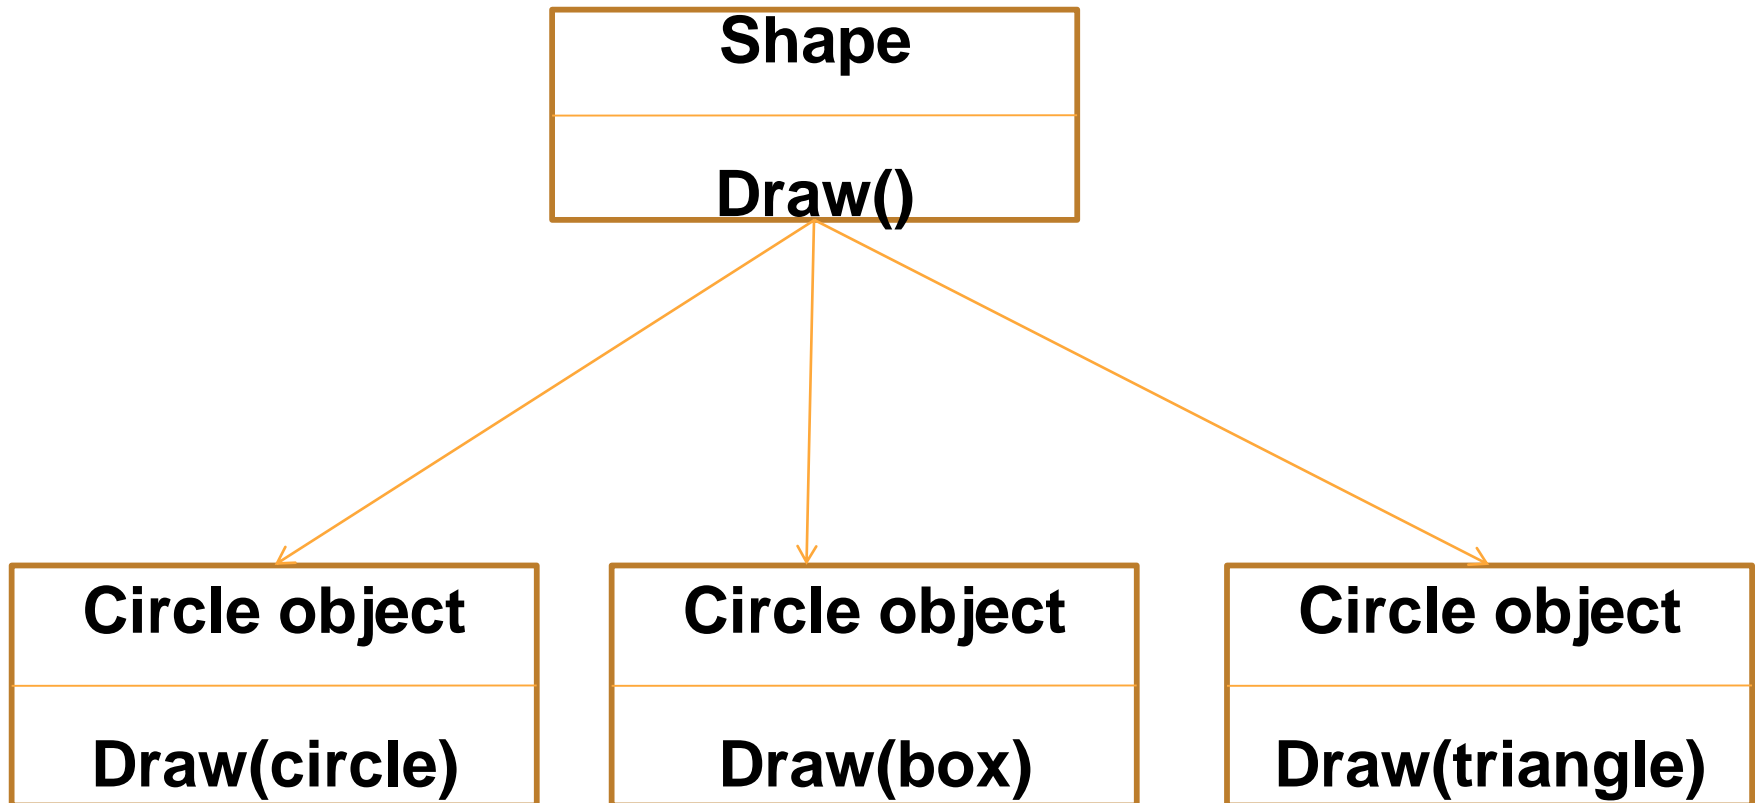 Shape
Draw()
Circle object
Draw(circle)
Circle object
Draw(box)
Circle object
Draw(triangle)